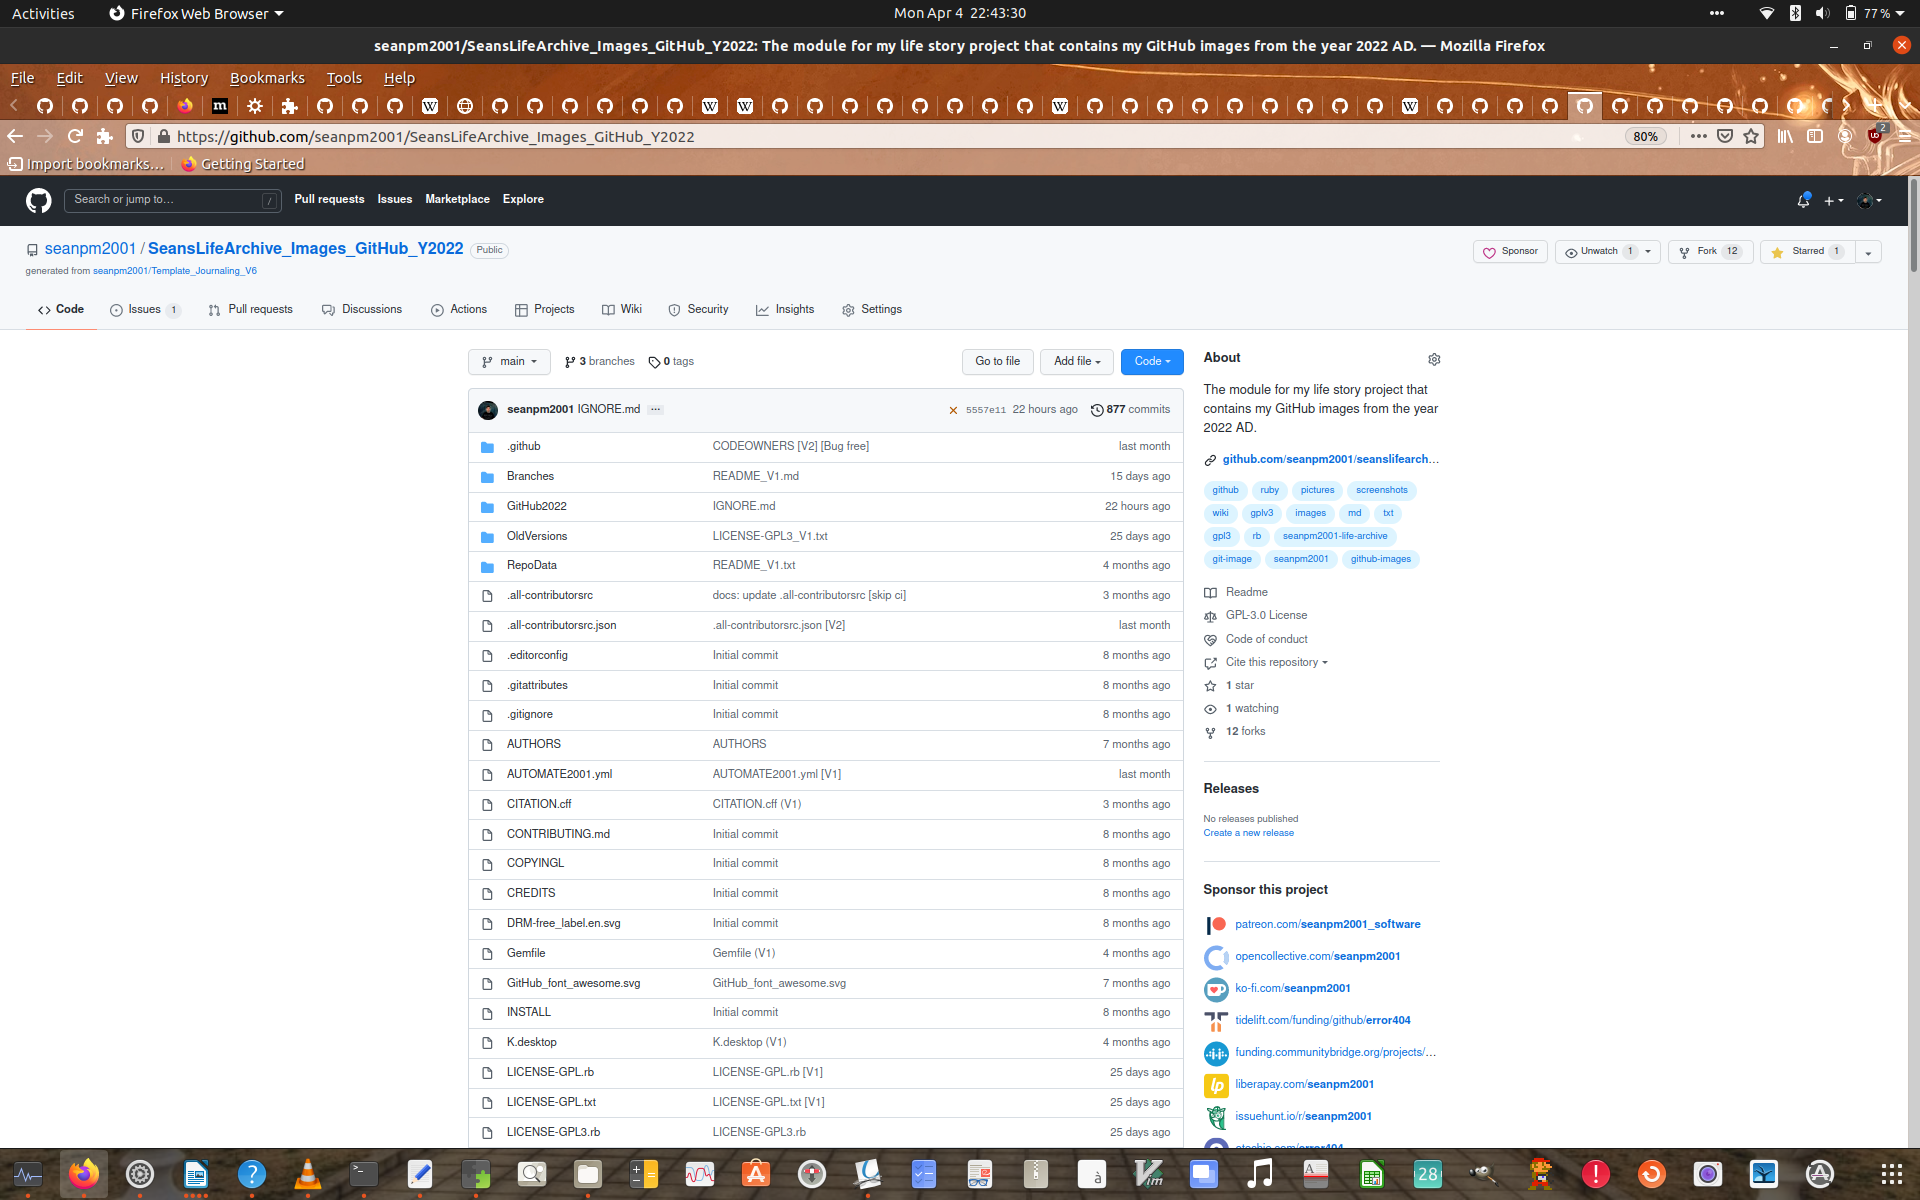 Activities
Firefox Web Browser
Mon Apr 4 22:43:30
77 %
seanpm2001/SeansLifeArchive_Images_GitHub_Y2022: The module for my life story project that contains my GitHub images from the year 2022 AD. — Mozilla Firefox
File Edit View History Bookmarks Tools Help
https://github.com/seanpm2001/SeansLifeArchive_Images_GitHub_Y2022
80%
2
Import bookmarks...
Getting Started
Search or jump to...
/
Pull requests Issues Marketplace Explore
seanpm2001 / SeansLifeArchive_Images_GitHub_Y2022 Public
generated from seanpm2001/Template_Journaling_V6
Sponsor
Unwatch 1
Fork 12
Starred 1
Code
Issues 1
Pull requests
Discussions
Actions
Projects
Wiki
Security
Insights
Settings
main
3 branches
0 tags
Go to file
Add file
Code
seanpm2001 IGNORE.md ...
5557e11 22 hours ago
877 commits
.github CODEOWNERS [V2] [Bug free] last month
Branches README_V1.md 15 days ago
GitHub2022 IGNORE.md 22 hours ago
OldVersions LICENSE-GPL3_V1.txt 25 days ago
RepoData README_V1.txt 4 months ago
.all-contributorsrc docs: update .all-contributorsrc [skip ci] 3 months ago
.all-contributorsrc.json .all-contributorsrc.json [V2] last month
.editorconfig Initial commit 8 months ago
.gitattributes Initial commit 8 months ago
.gitignore Initial commit 8 months ago
AUTHORS AUTHORS 7 months ago
AUTOMATE2001.yml AUTOMATE2001.yml [V1] last month
CITATION.cff CITATION.cff (V1) 3 months ago
CONTRIBUTING.md Initial commit 8 months ago
COPYINGL Initial commit 8 months ago
CREDITS Initial commit 8 months ago
DRM-free_label.en.svg Initial commit 8 months ago
Gemfile Gemfile (V1) 4 months ago
GitHub_font_awesome.svg GitHub_font_awesome.svg 7 months ago
INSTALL Initial commit 8 months ago
K.desktop K.desktop (V1) 4 months ago
LICENSE-GPL.rb LICENSE-GPL.rb [V1] 25 days ago
LICENSE-GPL.txt LICENSE-GPL.txt [V1] 25 days ago
LICENSE-GPL3.rb LICENSE-GPL3.rb 25 days ago
About
The module for my life story project that
contains my GitHub images from the year
2022 AD.
github.com/seanpm2001/seanslifearch...
github ruby pictures screenshots
wiki gplv3 images md txt
gpl3 rb seanpm2001-life-archive
git-image seanpm2001 github-images
Readme
GPL-3.0 License
Code of conduct
Cite this repository
1 star
1 watching
12 forks
Releases
No releases published
Create a new release
Sponsor this project
patreon.com/seanpm2001_software
opencollective.com/seanpm2001
ko-fi.com/seanpm2001
tidelift.com/funding/github/error404
funding.communitybridge.org/projects/...
liberapay.com/seanpm2001
issuehunt.io/r/seanpm2001
28